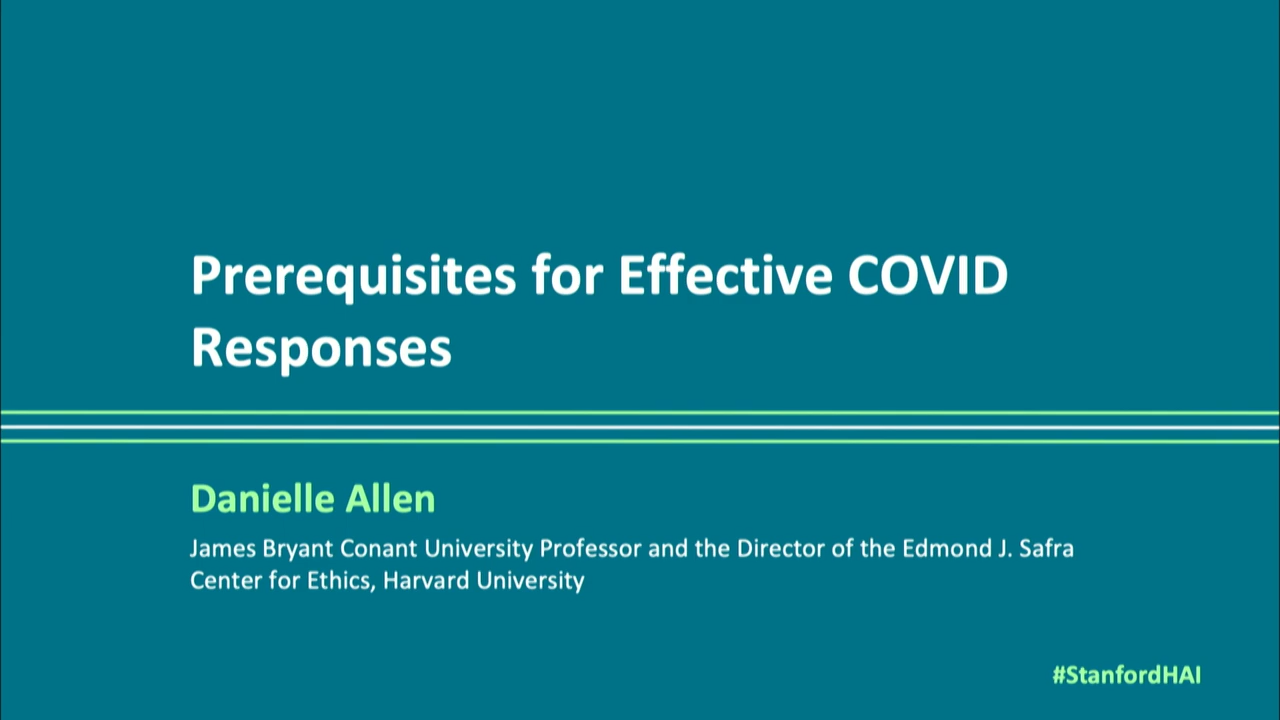 Prerequisites for Effective COVID
Responses
Danielle Allen
James Bryant Conant University Professor and the Director of the Edmond J. Safra
Center for Ethics, Harvard University
#StanfordHAI